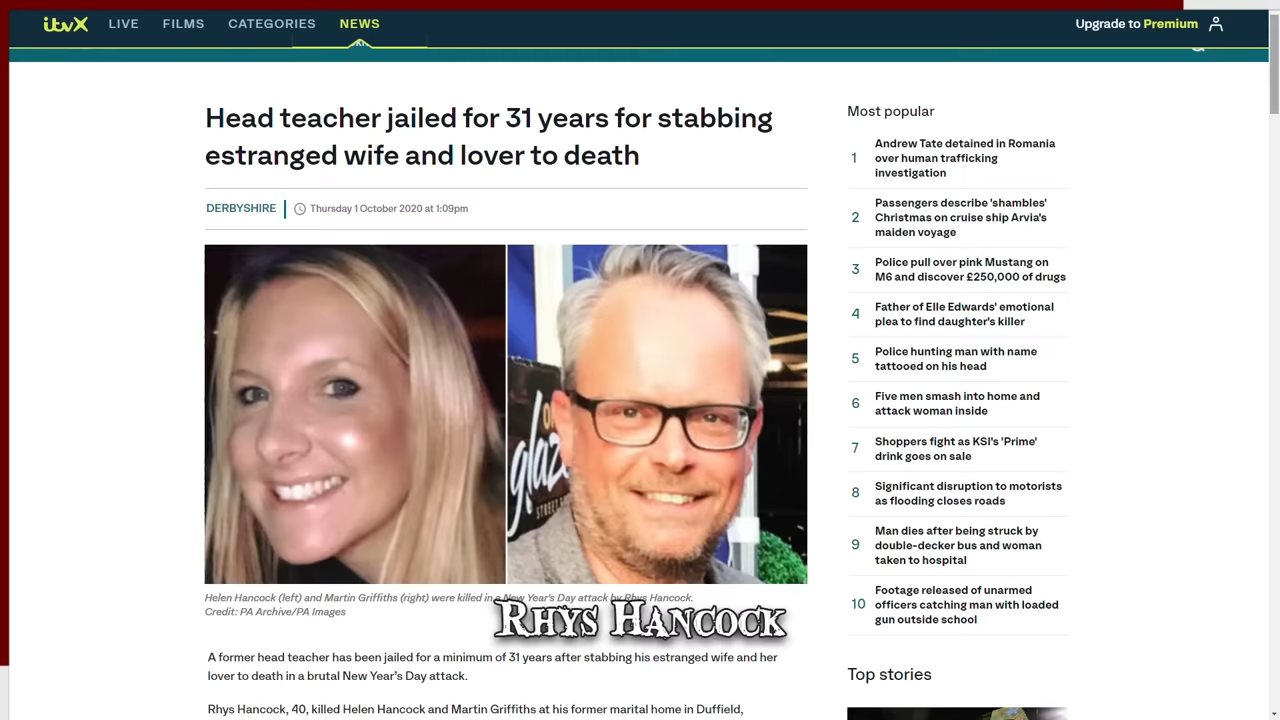 itvX LIVE FILMS CATEGORIES NEWS Upgrade to Premium
Head teacher jailed for 31 years for stabbing
estranged wife and lover to death
DERBYSHIRE Thursday 1 October 2020 at 1:09pm
Helen Hancock (left) and Martin Griffiths (right) were killed in a New Year's Day attack by Rhys Hancock.
Credit: PA Archive/PA Images
Rhys Hancock
A former head teacher has been jailed for a minimum of 31 years after stabbing his estranged wife and her
lover to death in a brutal New Year's Day attack.
Rhys Hancock, 40, killed Helen Hancock and Martin Griffiths at his former marital home in Duffield,
Most popular
1 Andrew Tate detained in Romania
over human trafficking
investigation
2 Passengers describe 'shambles'
Christmas on cruise ship Arvia's
maiden voyage
3 Police pull over pink Mustang on
M6 and discover £250,000 of drugs
4 Father of Elle Edwards' emotional
plea to find daughter's killer
5 Police hunting man with name
tattooed on his head
6 Five men smash into home and
attack woman inside
7 Shoppers fight as KSI's 'Prime'
drink goes on sale
8 Significant disruption to motorists
as flooding closes roads
9 Man dies after being struck by
double-decker bus and woman
taken to hospital
10 Footage released of unarmed
officers catching man with loaded
gun outside school
Top stories